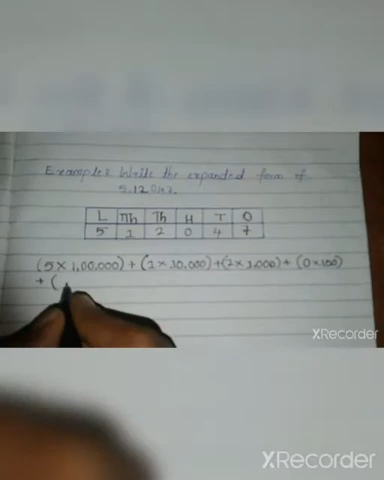 Example: Write the expanded form of
5,12,047.
L TTh Th H T O
5 1 2 0 4 7
(5 × 1,00,000) + (1 × 10,000) + (2 × 1,000) + (0 × 100)
+ (
XRecorder
XRecorder